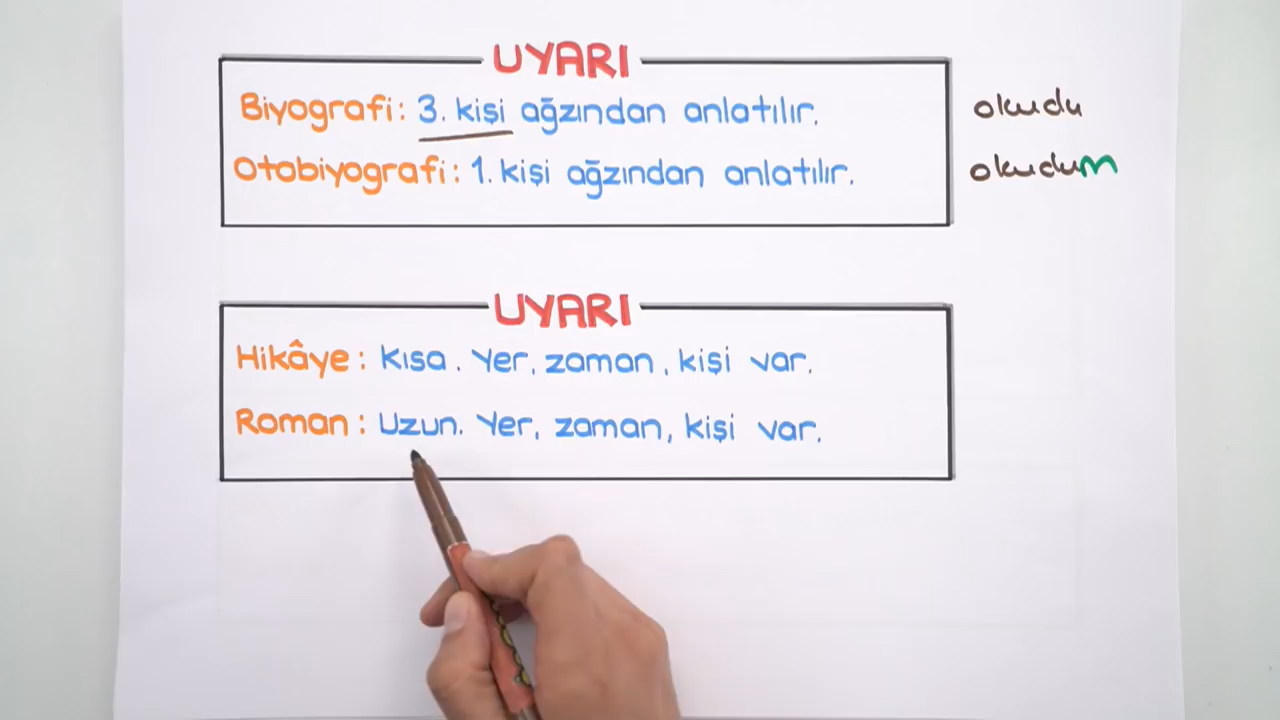 UYARI
Biyografi: 3. kişi ağzından anlatılır. okudu
Otobiyografi: 1. kişi ağzından anlatılır. okudum
UYARI
Hikâye: Kısa. Yer, zaman, kişi var.
Roman: Uzun. Yer, zaman, kişi var.